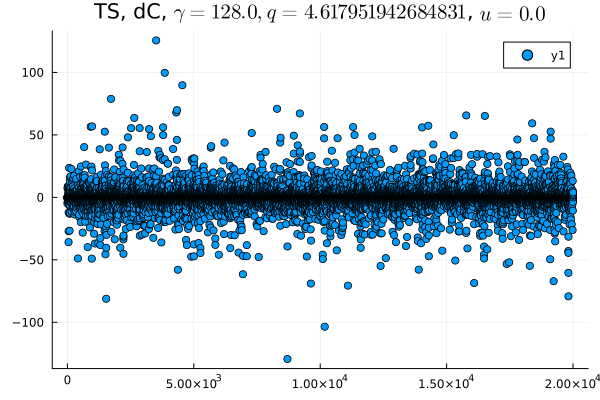 TS, dC, γ = 128.0, q = 4.617951942684831, u = 0.0
y1
100
50
0
−50
−100
0 5.00×10³ 1.00×10⁴ 1.50×10⁴ 2.00×10⁴